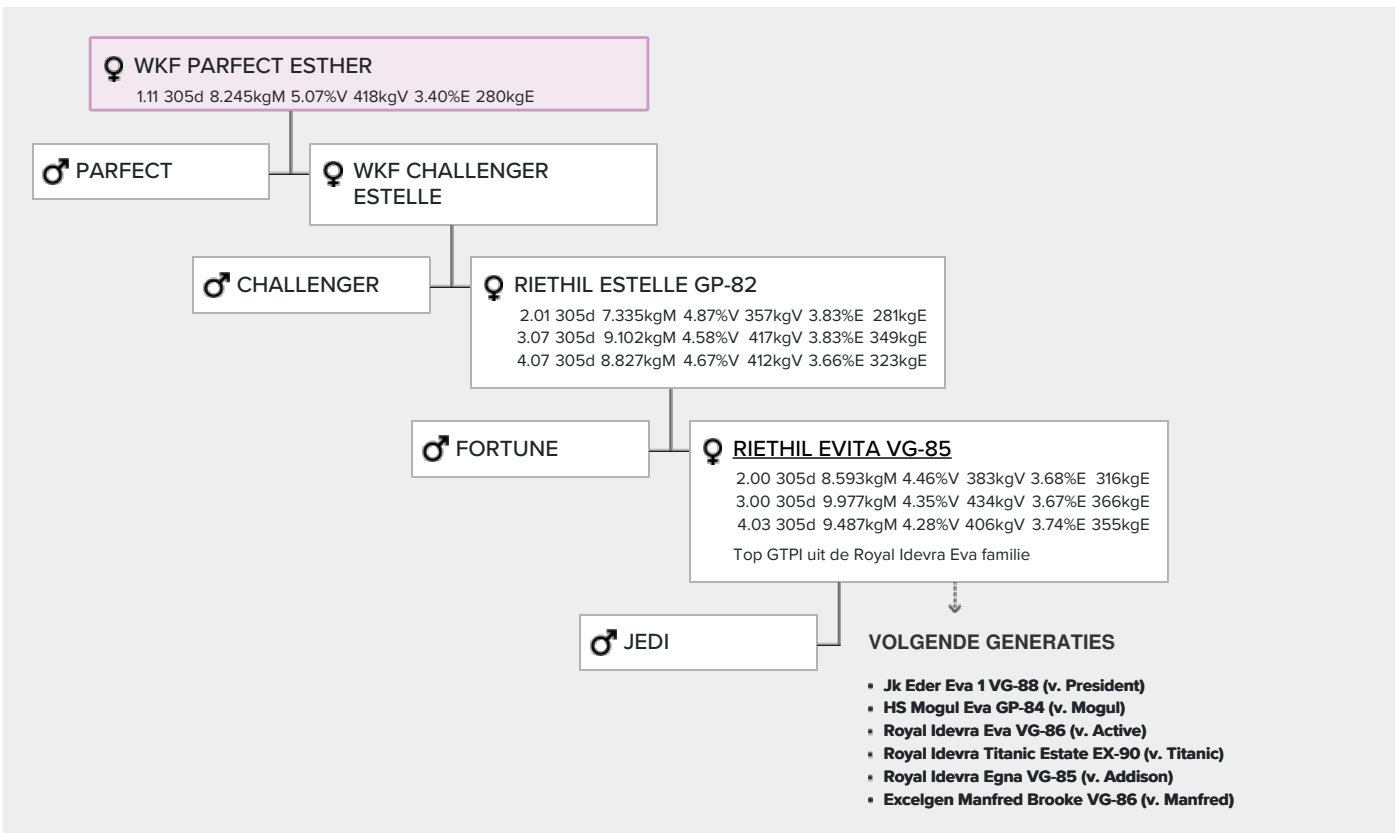 WKF PARFECT ESTHER
1.11 305d 8.245kgM 5.07%V 418kgV 3.40%E 280kgE
PARFECT
WKF CHALLENGER
ESTELLE
CHALLENGER
RIETHIL ESTELLE GP-82
2.01 305d 7.335kgM 4.87%V 357kgV 3.83%E 281kgE
3.07 305d 9.102kgM 4.58%V 417kgV 3.83%E 349kgE
4.07 305d 8.827kgM 4.67%V 412kgV 3.66%E 323kgE
FORTUNE
RIETHIL EVITA VG-85
2.00 305d 8.593kgM 4.46%V 383kgV 3.68%E 316kgE
3.00 305d 9.977kgM 4.35%V 434kgV 3.67%E 366kgE
4.03 305d 9.487kgM 4.28%V 406kgV 3.74%E 355kgE
Top GTPI uit de Royal Idevra Eva familie
JEDI
VOLGENDE GENERATIES
• Jk Eder Eva 1 VG-88 (v. President)
• HS Mogul Eva GP-84 (v. Mogul)
• Royal Idevra Eva VG-86 (v. Active)
• Royal Idevra Titanic Estate EX-90 (v. Titanic)
• Royal Idevra Egna VG-85 (v. Addison)
• Excelgen Manfred Brooke VG-86 (v. Manfred)